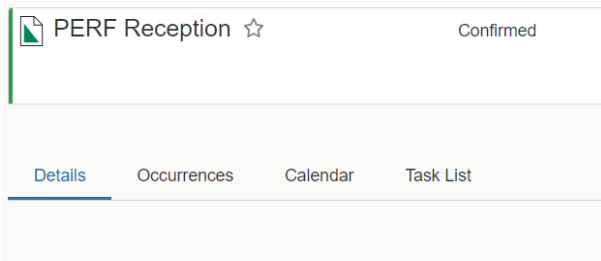 PERF Reception Confirmed
Details Occurrences Calendar Task List